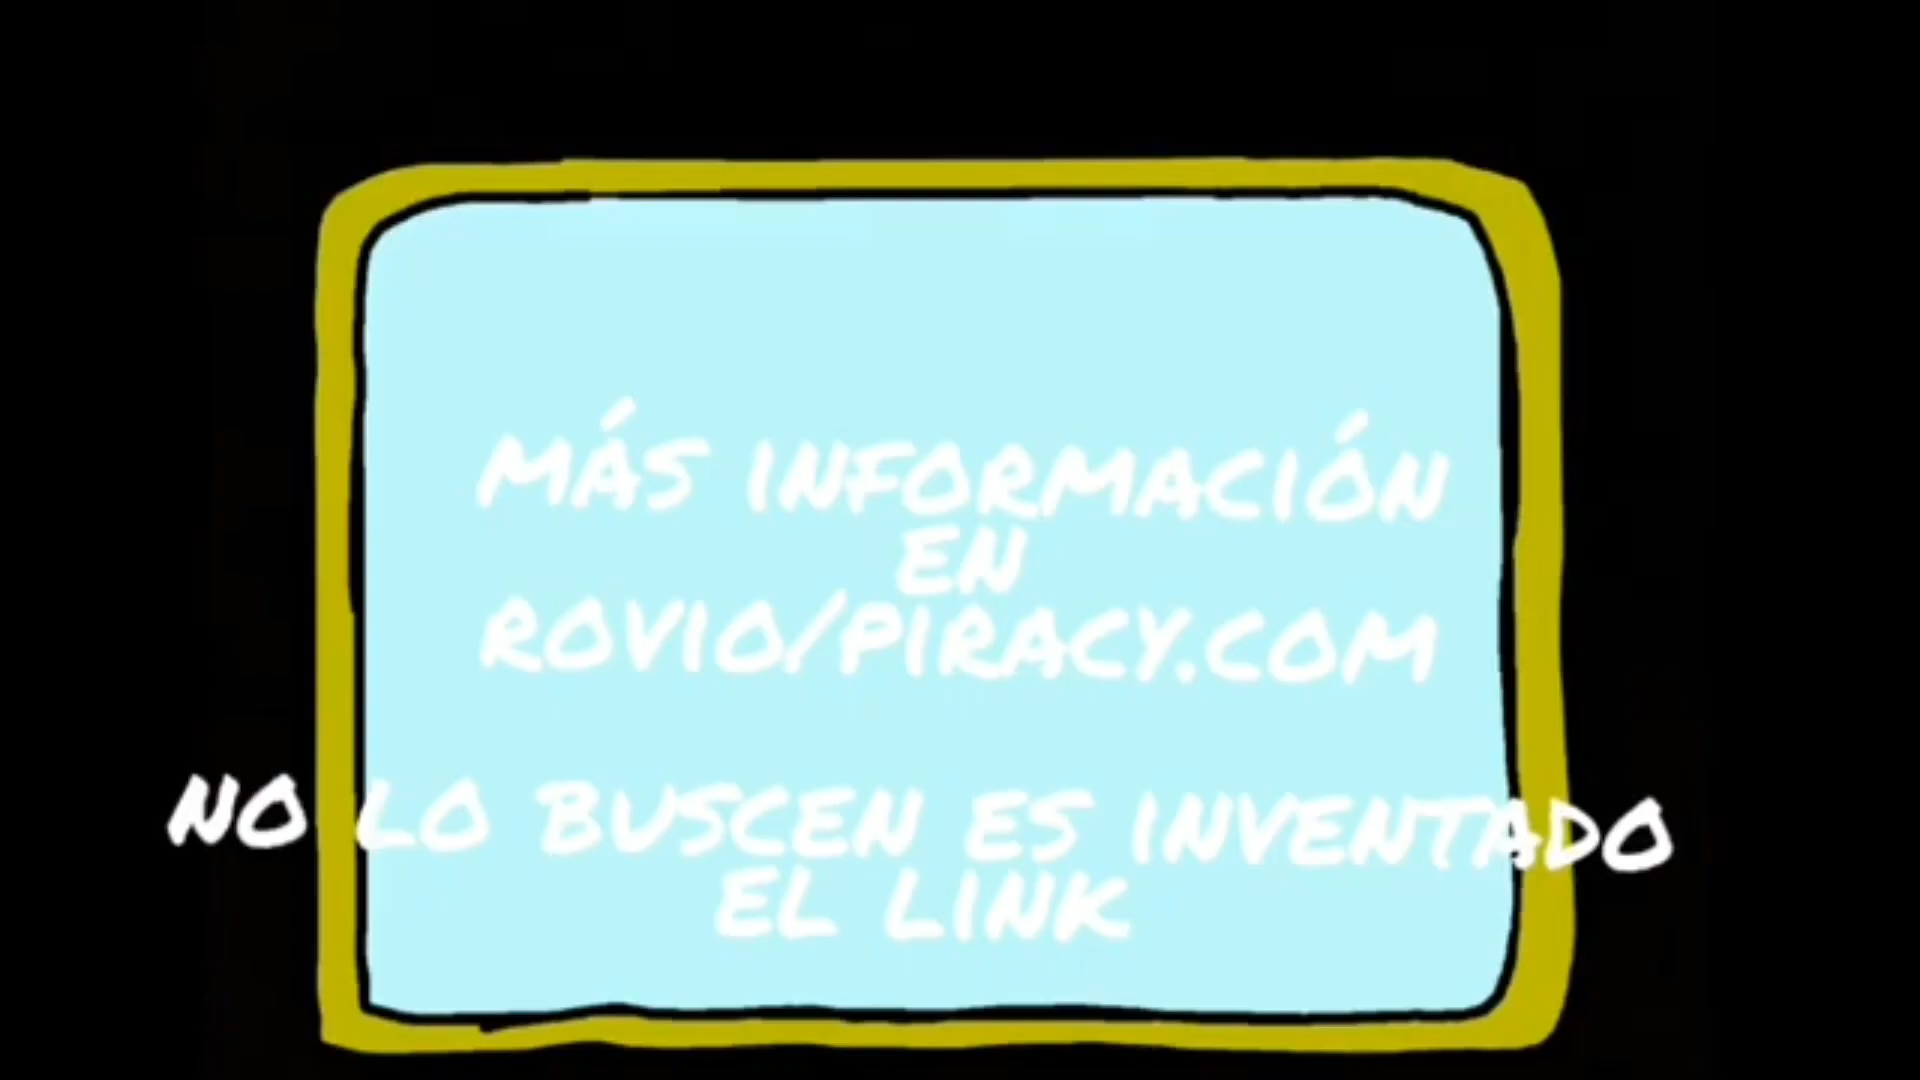 MÁS INFORMACIÓN
EN
ROVIO/PIRACY.COM
NO LO BUSCEN ES INVENTADO
EL LINK